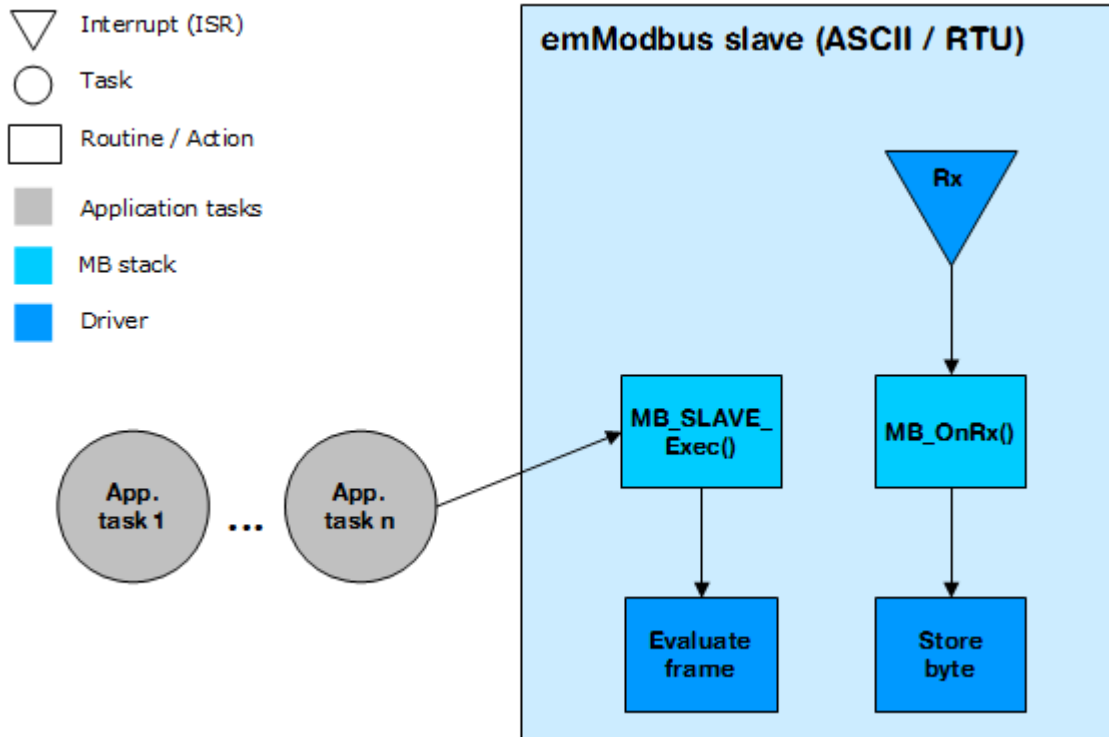 Interrupt (ISR)
Task
Routine / Action
Application tasks
MB stack
Driver
emModbus slave (ASCII / RTU)
Rx
MB_SLAVE_
Exec()
MB_OnRx()
App.
task 1
...
App.
task n
Evaluate
frame
Store
byte